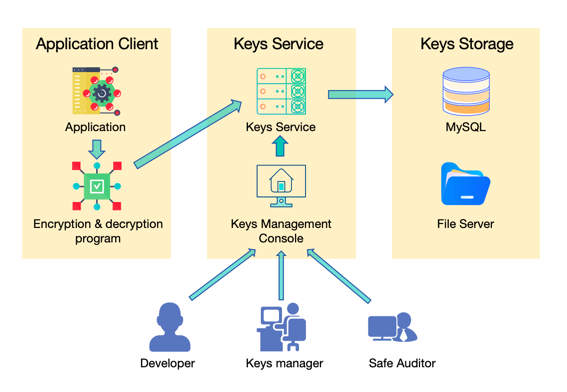 Application Client
Keys Service
Keys Storage
Application
Keys Service
MySQL
Encryption & decryption
program
Keys Management
Console
File Server
Developer
Keys manager
Safe Auditor